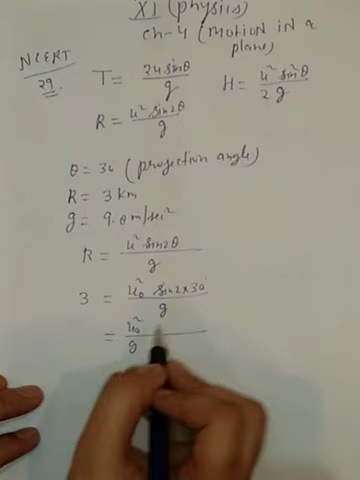 XI (physics)
Ch-4 (MOTION IN a
plane)
NCERT
29
T = 2u sinθ / g
H = u² sin²θ / 2g
R = u² sin2θ / g
θ = 30 (projection angle)
R = 3 km
g = 9.8 m/sec²
R = u² sin2θ / g
3 = u₀² sin2×30° / g
= u₀² / g